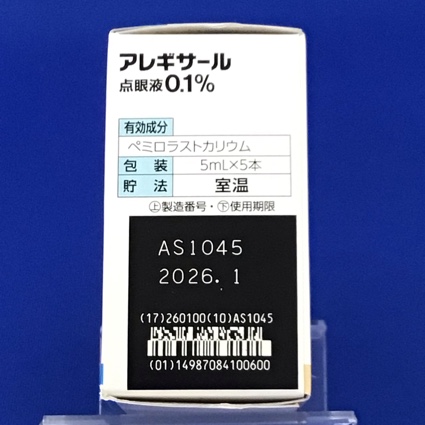 アレギサール
点眼液0.1%
有効成分
ペミロラストカリウム
包装 5mL×5本
貯法 室温
㊤製造番号・㊦使用期限
AS1045
2026.1
(17)260100(10)AS1045
(01)14987084100600